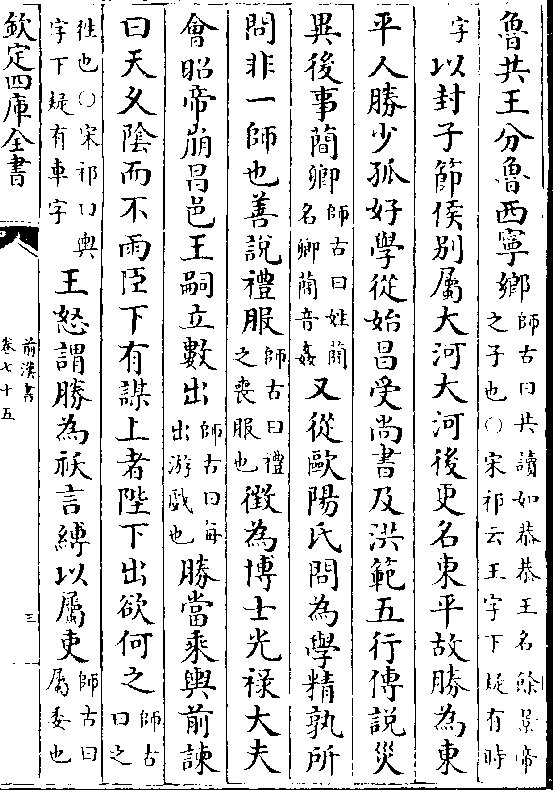 魯共王分魯西寧鄉師古曰共讀如恭恭王名餘景帝之子也○宋祁云王字下疑有時
字以封子節侯别屬大河大河後更名東平故勝為東
平人勝少孤好學從始昌受尚書及洪範五行傳說災
異後事蕳卿師古曰姓蕳名卿蕳音姦又從歐陽氏問為學精孰所
問非一師也善說禮服師古曰禮之喪服也徴為博士光禄大夫
會昭帝崩昌邑王嗣立數出師古曰每出游戲也勝當乘輿前諫
曰天久隂而不雨臣下有謀上者陛下出欲何之師古曰之
徃也○宋祁曰輿字下疑有車字王怒謂勝為祅言縛以屬吏師古曰屬委也
欽定四庫全書
前漢書
卷七十五
三